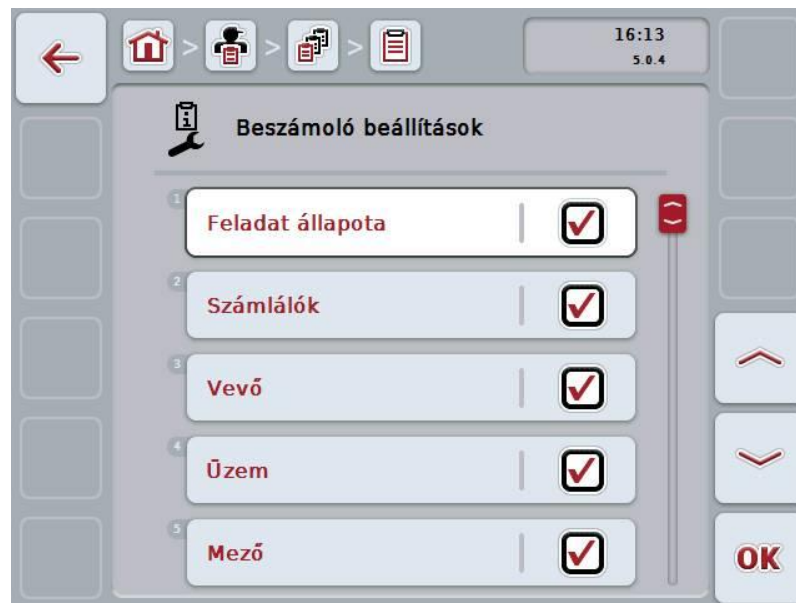 16:13
5.0.4
Beszámoló beállítások
1
Feladat állapota
2
Számlálók
3
Vevő
4
Üzem
5
Mező
OK